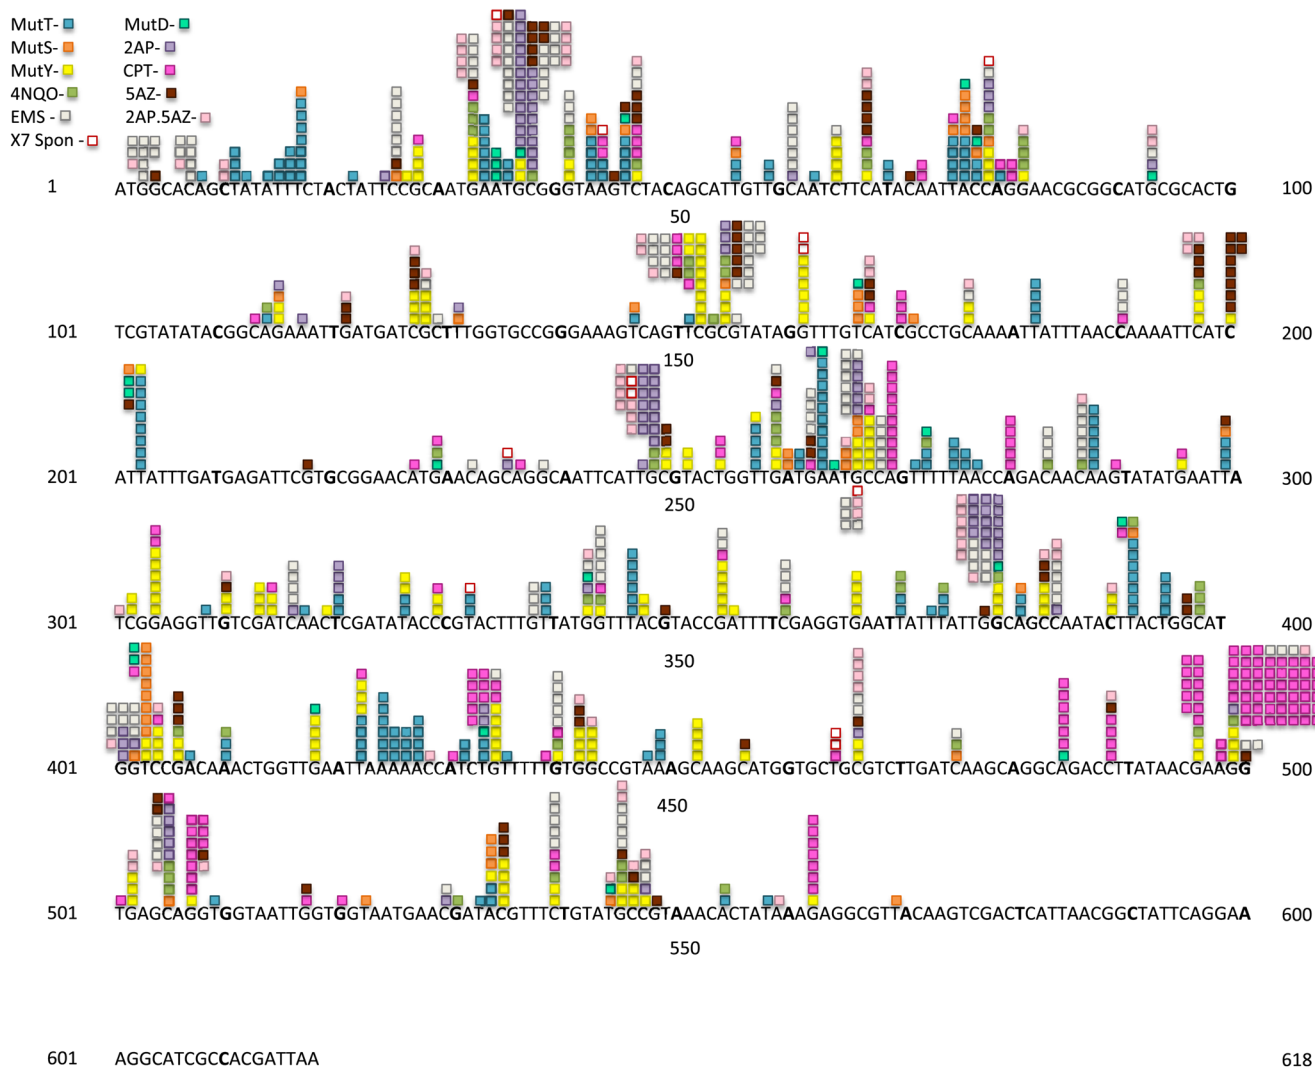 MutT- MutD-
MutS- 2AP-
MutY- CPT-
4NQO- 5AZ-
EMS - 2AP.5AZ-
X7 Spon -
1 ATGGCACAGCTATATTTCTACTATTCCGCAATGAATGCGGGTAAGTCTACAGCATTGTTGCAATCTTCATACAATTACCAGGAACGCGGCATGCGCACTG 100
50
101 TCGTATATACGGCAGAAATTGATGATCGCTTTGGTGCCGGGAAAGTCAGTTCGCGTATAGGTTTGTCATCGCCTGCAAAATTATTTAACCAAAATTCATC 200
150
201 ATTATTTGATGAGATTCGTGCGGAACATGAACAGCAGGCAATTCATTGCGTACTGGTTGATGAATGCCAGTTTTTAACCAGACAACAAGTATATGAATTA 300
250
301 TCGGAGGTTGTCGATCAACTCGATATACCCGTACTTTGTTATGGTTTACGTACCGATTTTCGAGGTGAATTATTTATTGGCAGCCAATACTTACTGGCAT 400
350
401 GGTCCGACAAACTGGTTGAATTAAAAACCATCTGTTTTTGTGGCCGTAAAGCAAGCATGGTGCTGCGTCTTGATCAAGCAGGCAGACCTTATAACGAAGG 500
450
501 TGAGCAGGTGGTAATTGGTGGTAATGAACGATACGTTTCTGTATGCCGTAAACACTATAAAGAGGCGTTACAAGTCGACTCATTAACGGCTATTCAGGAA 600
550
601 AGGCATCGCCACGATTAA 618